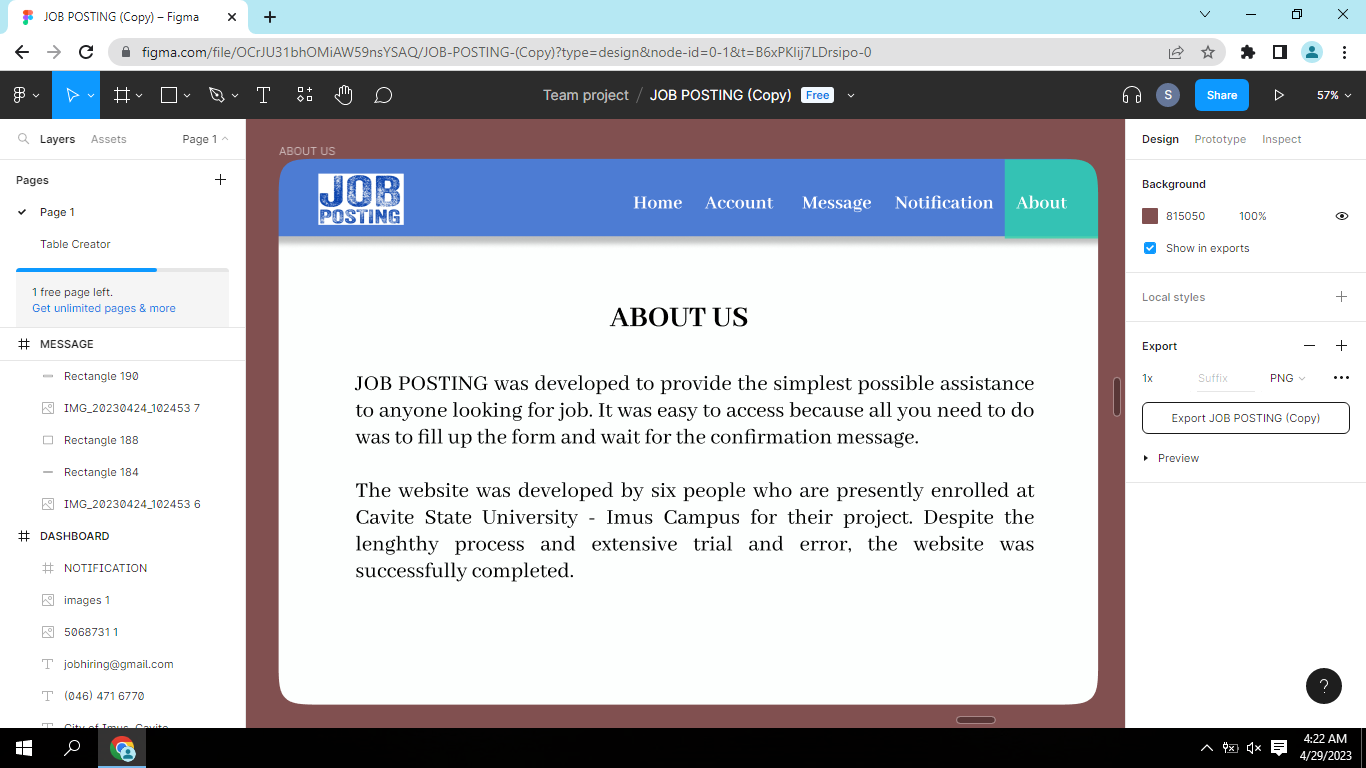 JOB POSTING (Copy) – Figma
figma.com/file/OCrJU31bhOMiAW59nsYSAQ/JOB-POSTING-(Copy)?type=design&node-id=0-1&t=B6xPKIij7LDrsipo-0
Team project / JOB POSTING (Copy) Free
S
Share
57%
Layers Assets Page 1
Pages
Page 1
Table Creator
1 free page left.
Get unlimited pages & more
MESSAGE
Rectangle 190
IMG_20230424_102453 7
Rectangle 188
Rectangle 184
IMG_20230424_102453 6
DASHBOARD
NOTIFICATION
images 1
5068731 1
jobhiring@gmail.com
(046) 471 6770
City of Imus, Cavite
ABOUT US
JOB
POSTING
Home Account Message Notification About
ABOUT US
JOB POSTING was developed to provide the simplest possible assistance
to anyone looking for job. It was easy to access because all you need to do
was to fill up the form and wait for the confirmation message.
The website was developed by six people who are presently enrolled at
Cavite State University - Imus Campus for their project. Despite the
lenghthy process and extensive trial and error, the website was
successfully completed.
Design Prototype Inspect
Background
815050 100%
Show in exports
Local styles
Export
1x Suffix PNG
Export JOB POSTING (Copy)
Preview
?
4:22 AM
4/29/2023